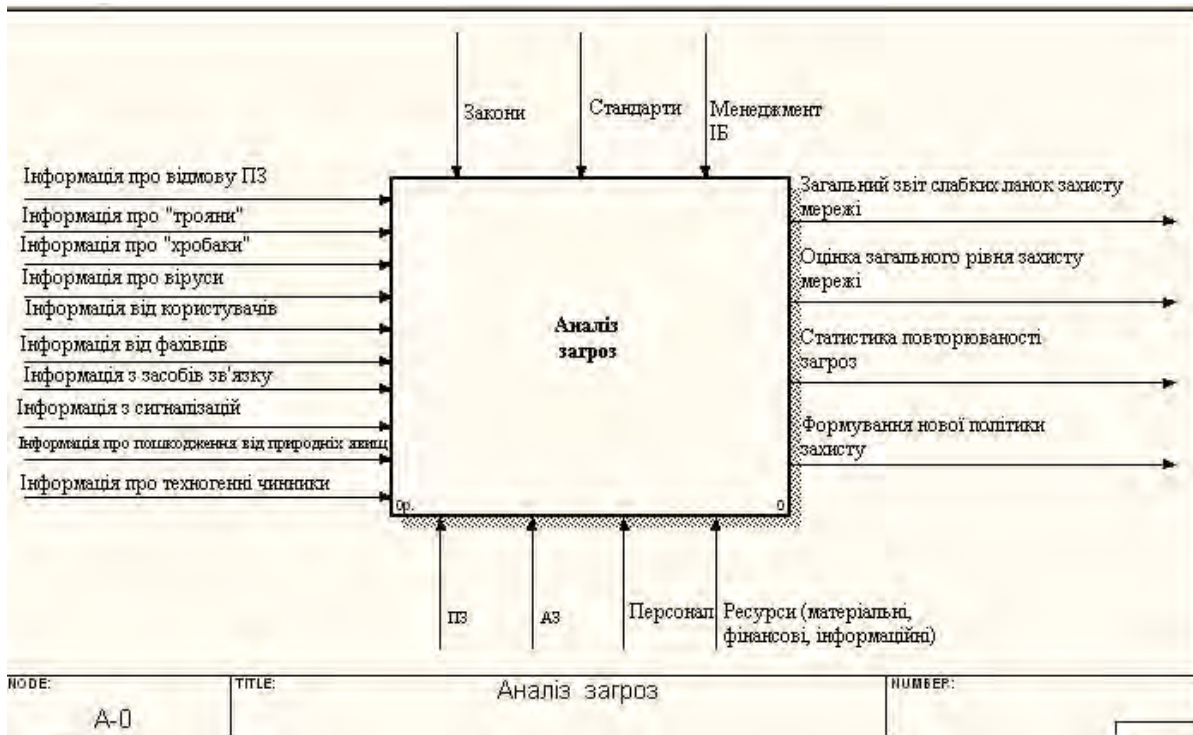 Закони
Стандарти
Менеджмент
ІБ
Інформація про відмову ПЗ
Інформація про "трояни"
Інформація про "хробаки"
Інформація про віруси
Інформація від користувачів
Інформація від фахівців
Інформація з засобів зв'язку
Інформація з сигналізацій
Інформація про пошкодження від природніх явищ
Інформація про техногенні чинники
Аналіз
загроз
0р.
0
Загальний звіт слабких ланок захисту
мережі
Оцінка загального рівня захисту
мережі
Статистика повторюваності
загроз
Формування нової політики
захисту
ПЗ
АЗ
Персонал
Ресурси (матеріальні,
фінансові, інформаційні)
NODE:
A-0
TITLE:
Аналіз загроз
NUMBER: